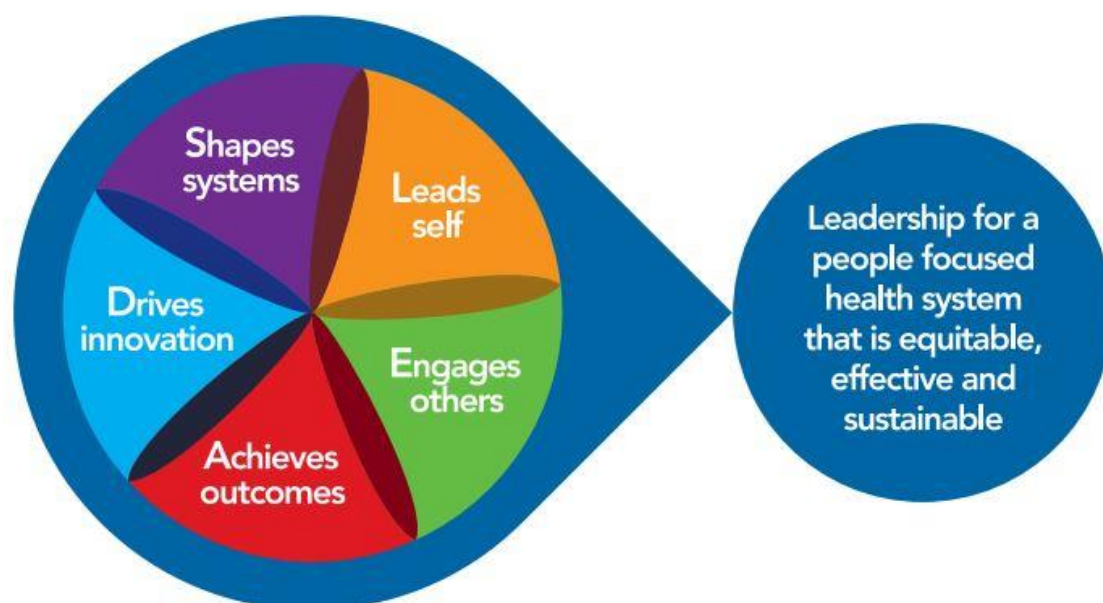 Shapes
systems
Leads
self
Engages
others
Achieves
outcomes
Drives
innovation
Leadership for a
people focused
health system
that is equitable,
effective and
sustainable